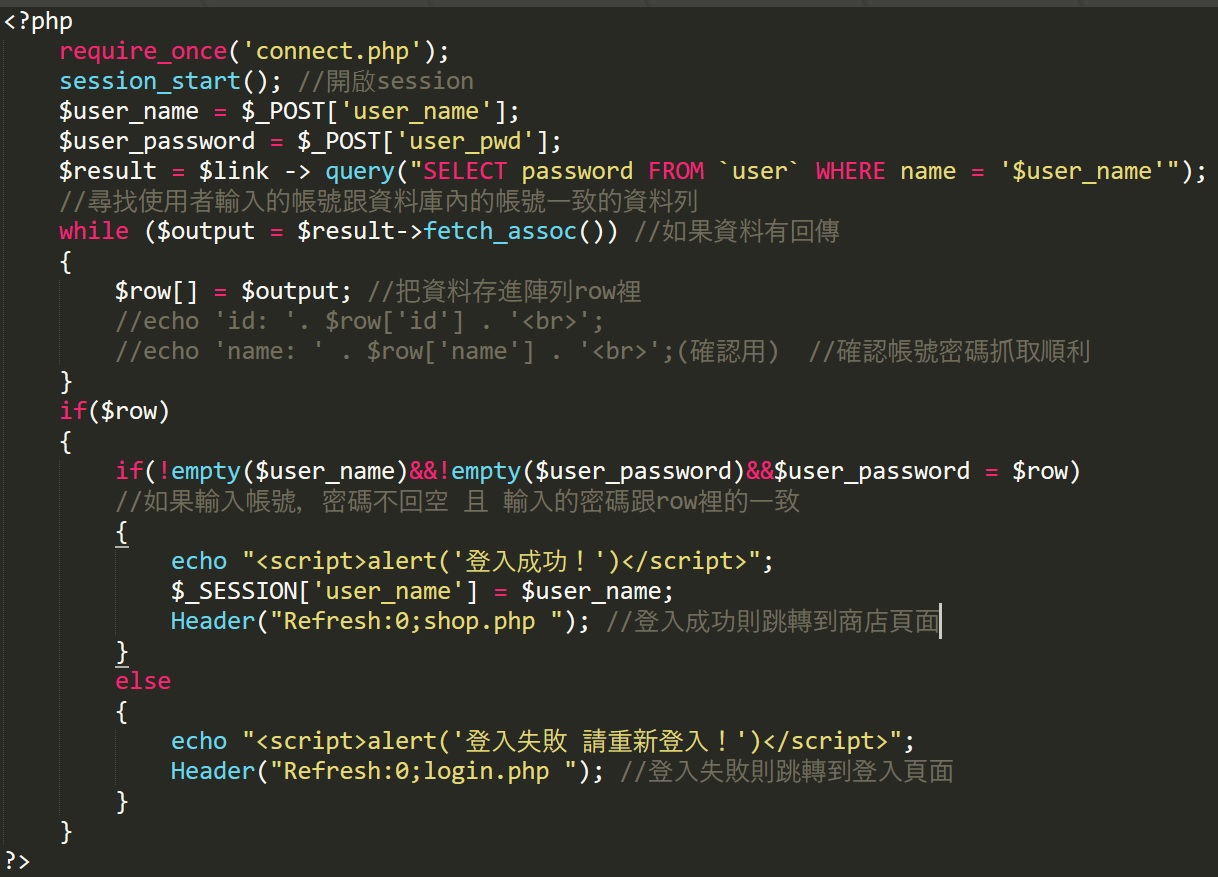 <?php
require_once('connect.php');
session_start(); //開啟session
$user_name = $_POST['user_name'];
$user_password = $_POST['user_pwd'];
$result = $link -> query("SELECT password FROM `user` WHERE name = '$user_name'");
//尋找使用者輸入的帳號跟資料庫內的帳號一致的資料列
while ($output = $result->fetch_assoc()) //如果資料有回傳
{
$row[] = $output; //把資料存進陣列row裡
//echo 'id: '. $row['id'] . '<br>';
//echo 'name: ' . $row['name'] . '<br>';(確認用)  //確認帳號密碼抓取順利
}
if($row)
{
if(!empty($user_name)&&!empty($user_password)&&$user_password = $row)
//如果輸入帳號, 密碼不回空 且 輸入的密碼跟row裡的一致
{
echo "<script>alert('登入成功！')</script>";
$_SESSION['user_name'] = $user_name;
Header("Refresh:0;shop.php "); //登入成功則跳轉到商店頁面
}
else
{
echo "<script>alert('登入失敗 請重新登入！')</script>";
Header("Refresh:0;login.php "); //登入失敗則跳轉到登入頁面
}
}
?>